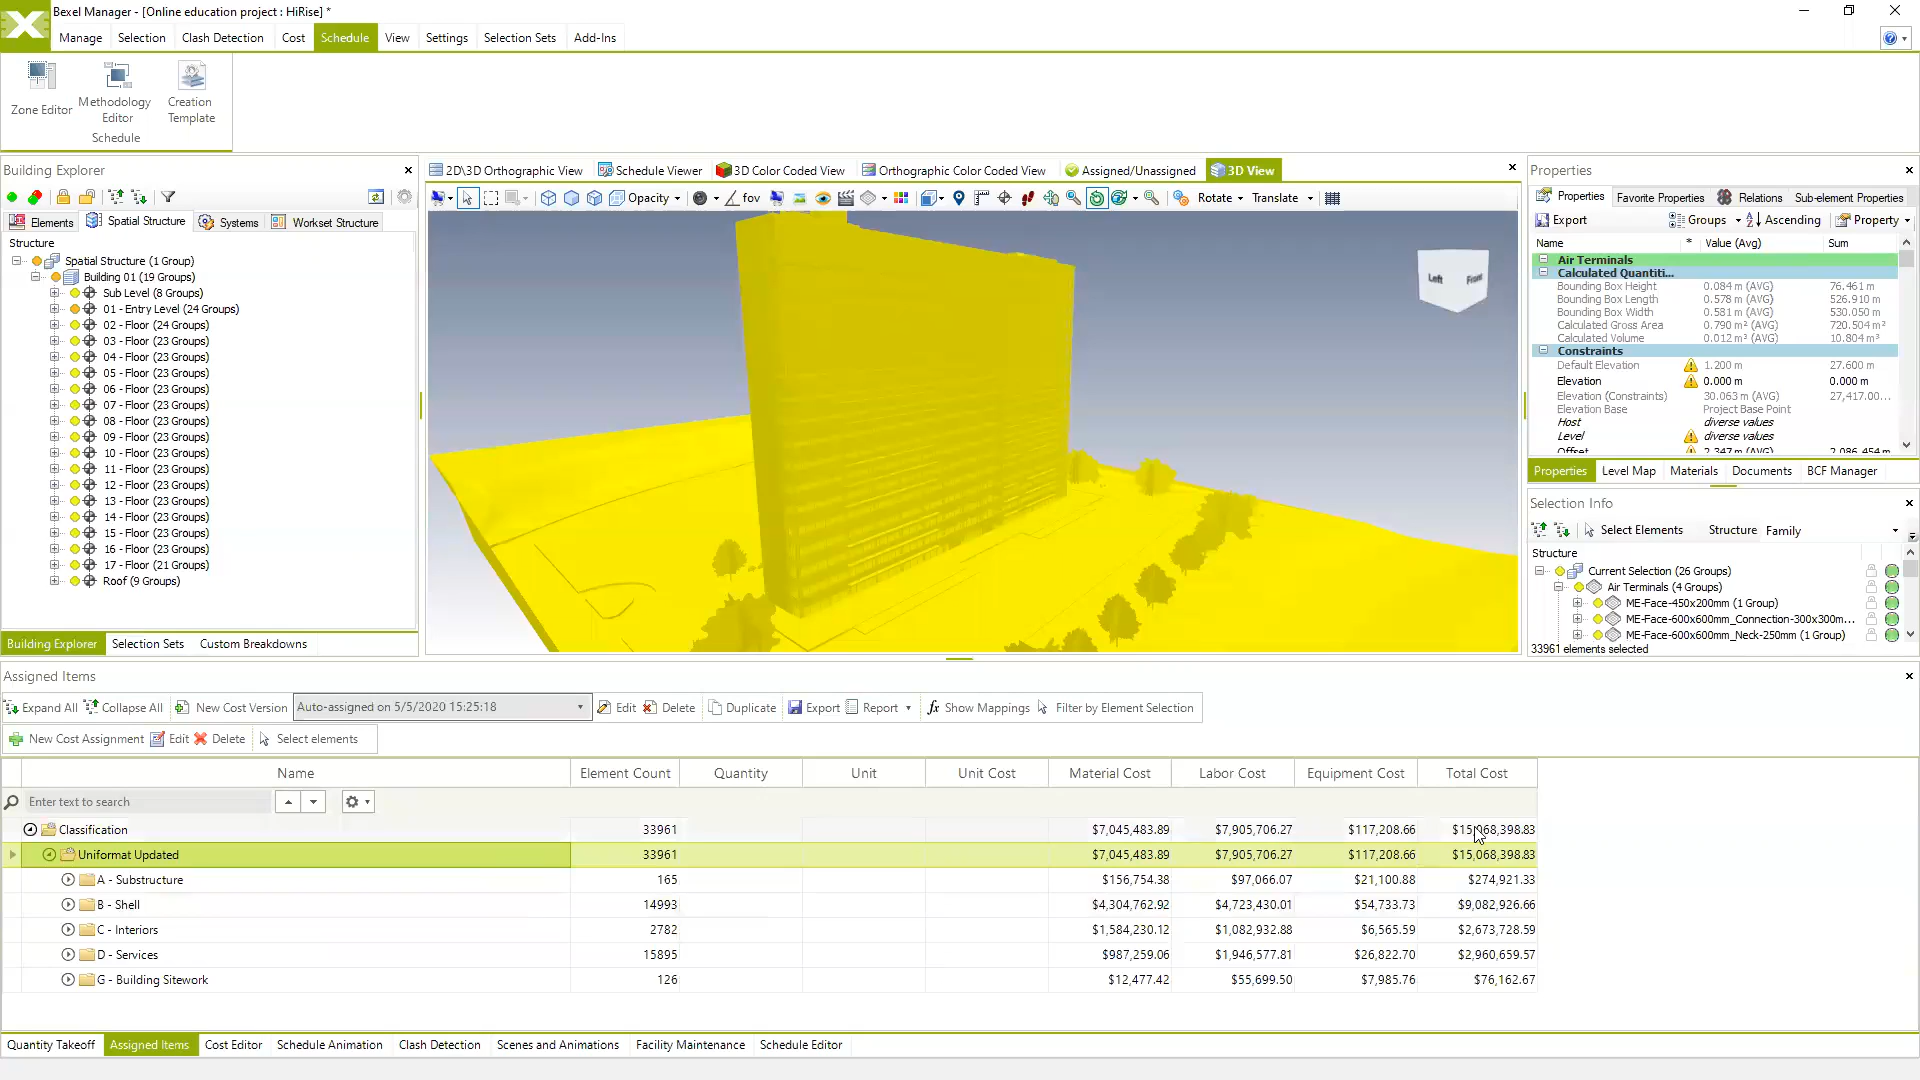 Bexel Manager - [Online education project : HiRise] *
Manage Selection Clash Detection Cost Schedule View Settings Selection Sets Add-Ins
Zone Editor
Methodology Editor
Creation Template
Schedule
Building Explorer
Elements Spatial Structure Systems Workset Structure
Structure
Spatial Structure (1 Group)
Building 01 (19 Groups)
Sub Level (8 Groups)
01 - Entry Level (24 Groups)
02 - Floor (24 Groups)
03 - Floor (23 Groups)
04 - Floor (23 Groups)
05 - Floor (23 Groups)
06 - Floor (23 Groups)
07 - Floor (23 Groups)
08 - Floor (23 Groups)
09 - Floor (23 Groups)
10 - Floor (23 Groups)
11 - Floor (23 Groups)
12 - Floor (23 Groups)
13 - Floor (23 Groups)
14 - Floor (23 Groups)
15 - Floor (23 Groups)
16 - Floor (23 Groups)
17 - Floor (21 Groups)
Roof (9 Groups)
Building Explorer Selection Sets Custom Breakdowns
2D\3D Orthographic View Schedule Viewer 3D Color Coded View Orthographic Color Coded View Assigned/Unassigned 3D View
Opacity fov Rotate Translate
Left Front
Properties
Properties Favorite Properties Relations Sub-element Properties
Export Groups Ascending Property
Name * Value (Avg) Sum
Air Terminals
Calculated Quantiti...
Bounding Box Height 0.084 m (AVG) 76.461 m
Bounding Box Length 0.578 m (AVG) 526.910 m
Bounding Box Width 0.581 m (AVG) 530.050 m
Calculated Gross Area 0.790 m² (AVG) 720.504 m²
Calculated Volume 0.012 m³ (AVG) 10.804 m³
Constraints
Default Elevation 1.200 m 27.600 m
Elevation 0.000 m 0.000 m
Elevation (Constraints) 30.063 m (AVG) 27,417.00...
Elevation Base Project Base Point
Host diverse values
Level diverse values
Offset 2.347 m (AVG) 2,086.454 m
Properties Level Map Materials Documents BCF Manager
Selection Info
Select Elements Structure Family
Structure
Current Selection (26 Groups)
Air Terminals (4 Groups)
ME-Face-450x200mm (1 Group)
ME-Face-600x600mm_Connection-300x300m...
ME-Face-600x600mm_Neck-250mm (1 Group)
33961 elements selected
Assigned Items
Expand All Collapse All New Cost Version Auto-assigned on 5/5/2020 15:25:18 Edit Delete Duplicate Export Report fx Show Mappings Filter by Element Selection
New Cost Assignment Edit Delete Select elements
Name Element Count Quantity Unit Unit Cost Material Cost Labor Cost Equipment Cost Total Cost
Enter text to search
Classification 33961 $7,045,483.89 $7,905,706.27 $117,208.66 $15,068,398.83
Uniformat Updated 33961 $7,045,483.89 $7,905,706.27 $117,208.66 $15,068,398.83
A - Substructure 165 $156,754.38 $97,066.07 $21,100.88 $274,921.33
B - Shell 14993 $4,304,762.92 $4,723,430.01 $54,733.73 $9,082,926.66
C - Interiors 2782 $1,584,230.12 $1,082,932.88 $6,565.59 $2,673,728.59
D - Services 15895 $987,259.06 $1,946,577.81 $26,822.70 $2,960,659.57
G - Building Sitework 126 $12,477.42 $55,699.50 $7,985.76 $76,162.67
Quantity Takeoff Assigned Items Cost Editor Schedule Animation Clash Detection Scenes and Animations Facility Maintenance Schedule Editor